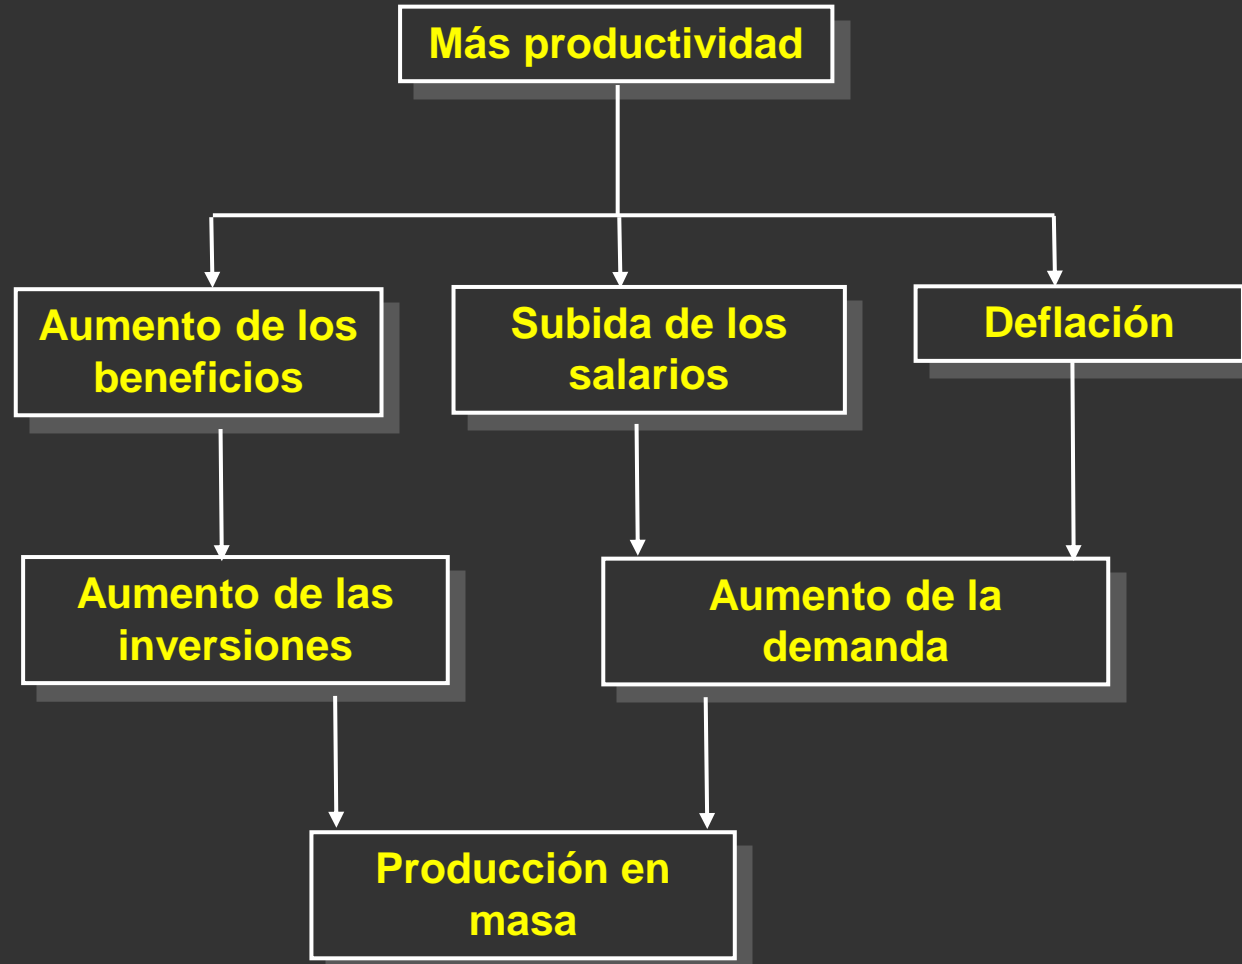 Más productividad
Aumento de los
beneficios
Subida de los
salarios
Deflación
Aumento de las
inversiones
Aumento de la
demanda
Producción en
masa